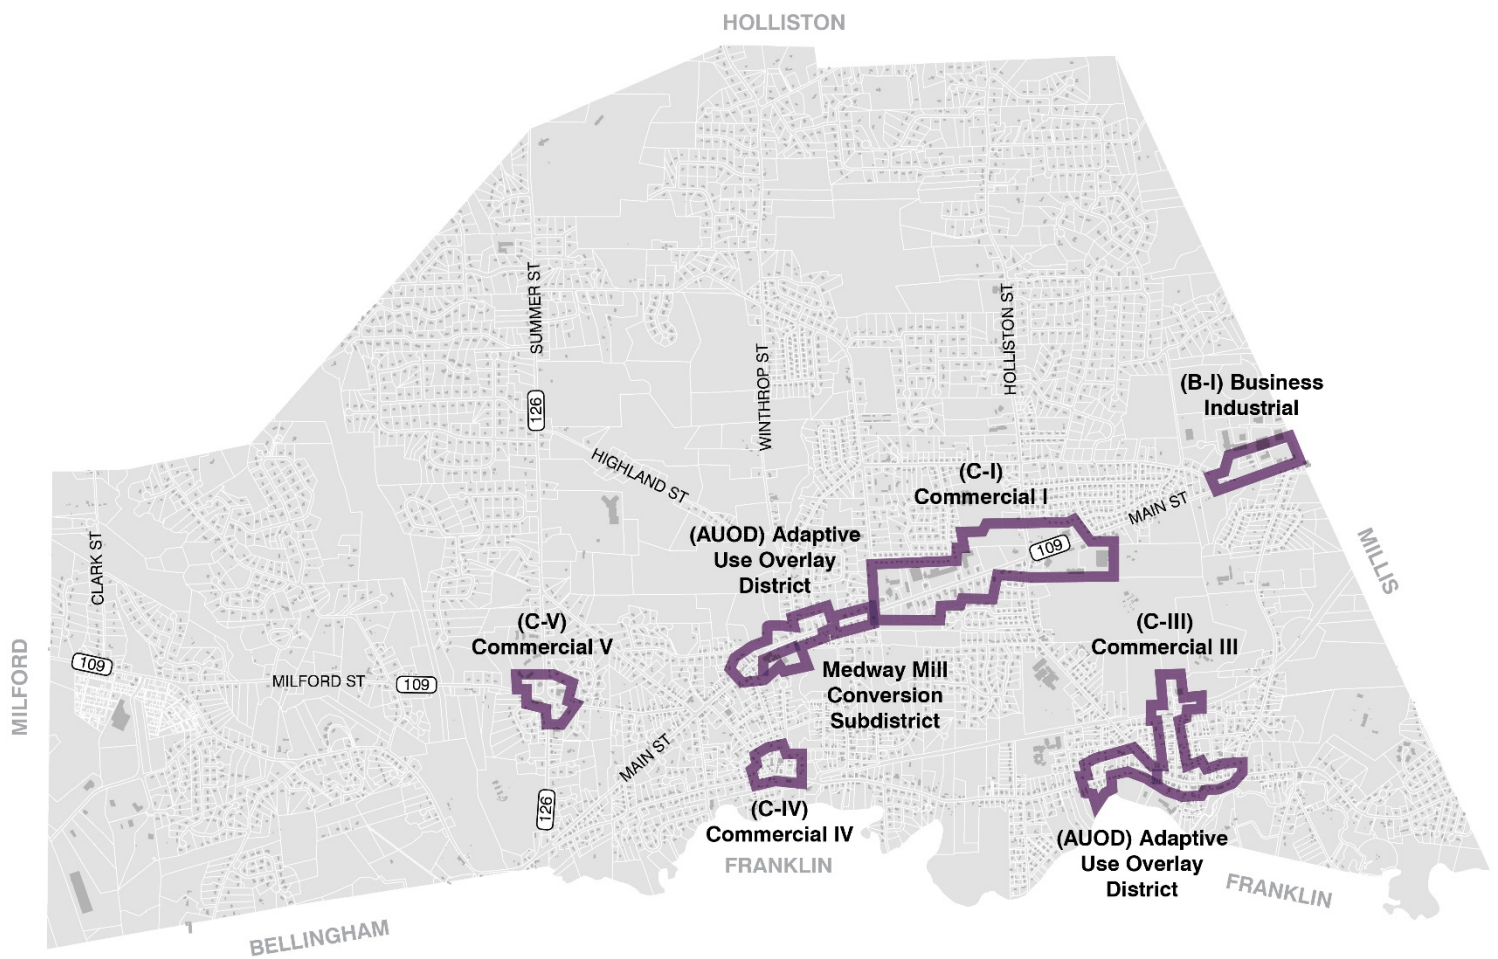 HOLLISTON
SUMMER ST
HOLLISTON ST
WINTHROP ST
(B-I) Business
Industrial
126
HIGHLAND ST
(C-I)
Commercial I
MAIN ST
(AUOD) Adaptive
Use Overlay
District
109
MILLIS
CLARK ST
(C-V)
Commercial V
(C-III)
Commercial III
109
MILFORD ST
109
MILFORD
Medway Mill
Conversion
Subdistrict
MAIN ST
126
(C-IV)
Commercial IV
FRANKLIN
(AUOD) Adaptive
Use Overlay
District
FRANKLIN
BELLINGHAM